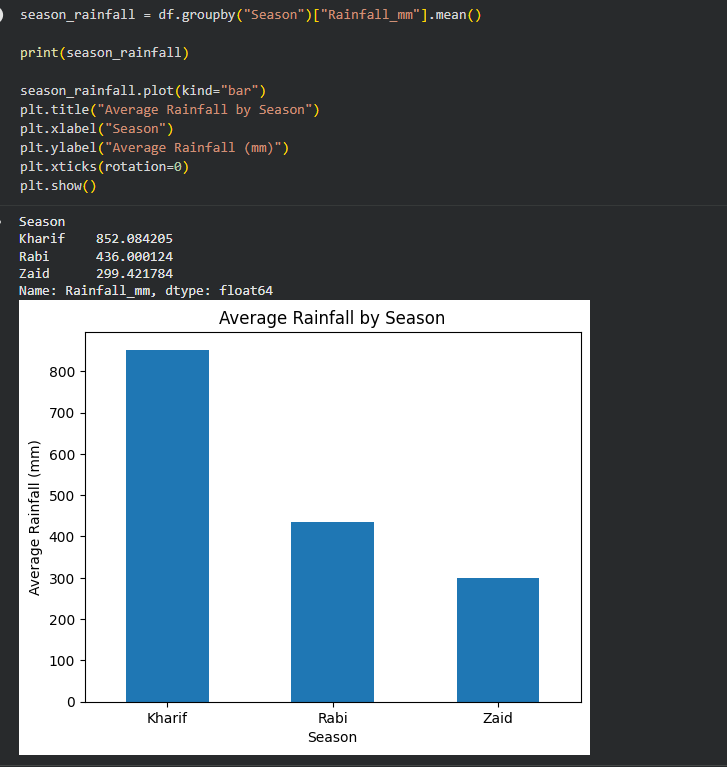 season_rainfall = df.groupby("Season")["Rainfall_mm"].mean()
print(season_rainfall)
season_rainfall.plot(kind="bar")
plt.title("Average Rainfall by Season")
plt.xlabel("Season")
plt.ylabel("Average Rainfall (mm)")
plt.xticks(rotation=0)
plt.show()
Season
Kharif    852.084205
Rabi      436.000124
Zaid      299.421784
Name: Rainfall_mm, dtype: float64
Average Rainfall by Season
Average Rainfall (mm)
800
700
600
500
400
300
200
100
0
Kharif Rabi Zaid
Season